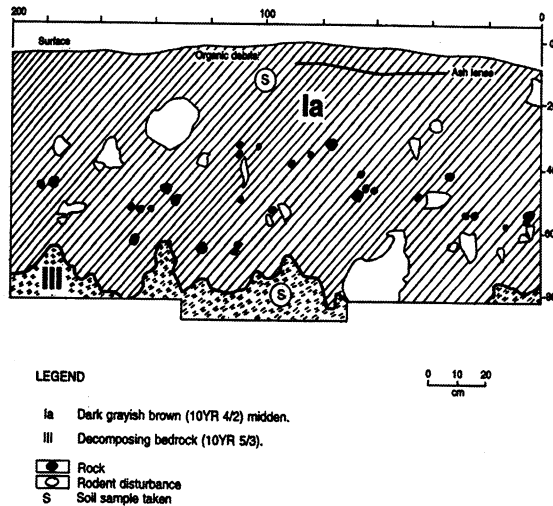 200 100 0
Surface
Organic debris
S
Ash lense
Ia
0
20
40
60
80
III
S
LEGEND
0 10 20
cm
Ia Dark grayish brown (10YR 4/2) midden.
III Decomposing bedrock (10YR 5/3).
Rock
Rodent disturbance
S Soil sample taken